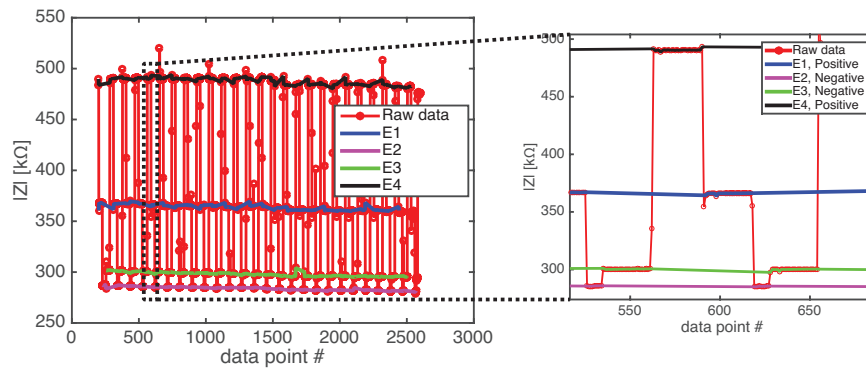 550
500
450
400
350
300
250
|Z| [kΩ]
0
500
1000
1500
2000
2500
3000
data point #
Raw data
E1
E2
E3
E4
500
450
400
350
300
|Z| [kΩ]
550
600
650
data point #
Raw data
E1, Positive
E2, Negative
E3, Negative
E4, Positive